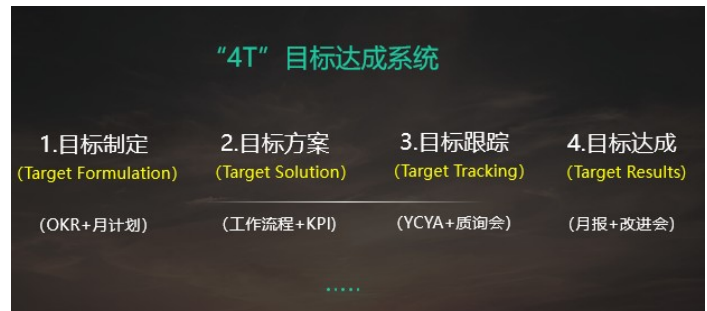 “4T”目标达成系统
1.目标制定
(Target Formulation)
(OKR+月计划)
2.目标方案
(Target Solution)
(工作流程+KPI)
3.目标跟踪
(Target Tracking)
(YCYA+质询会)
4.目标达成
(Target Results)
(月报+改进会)
.....